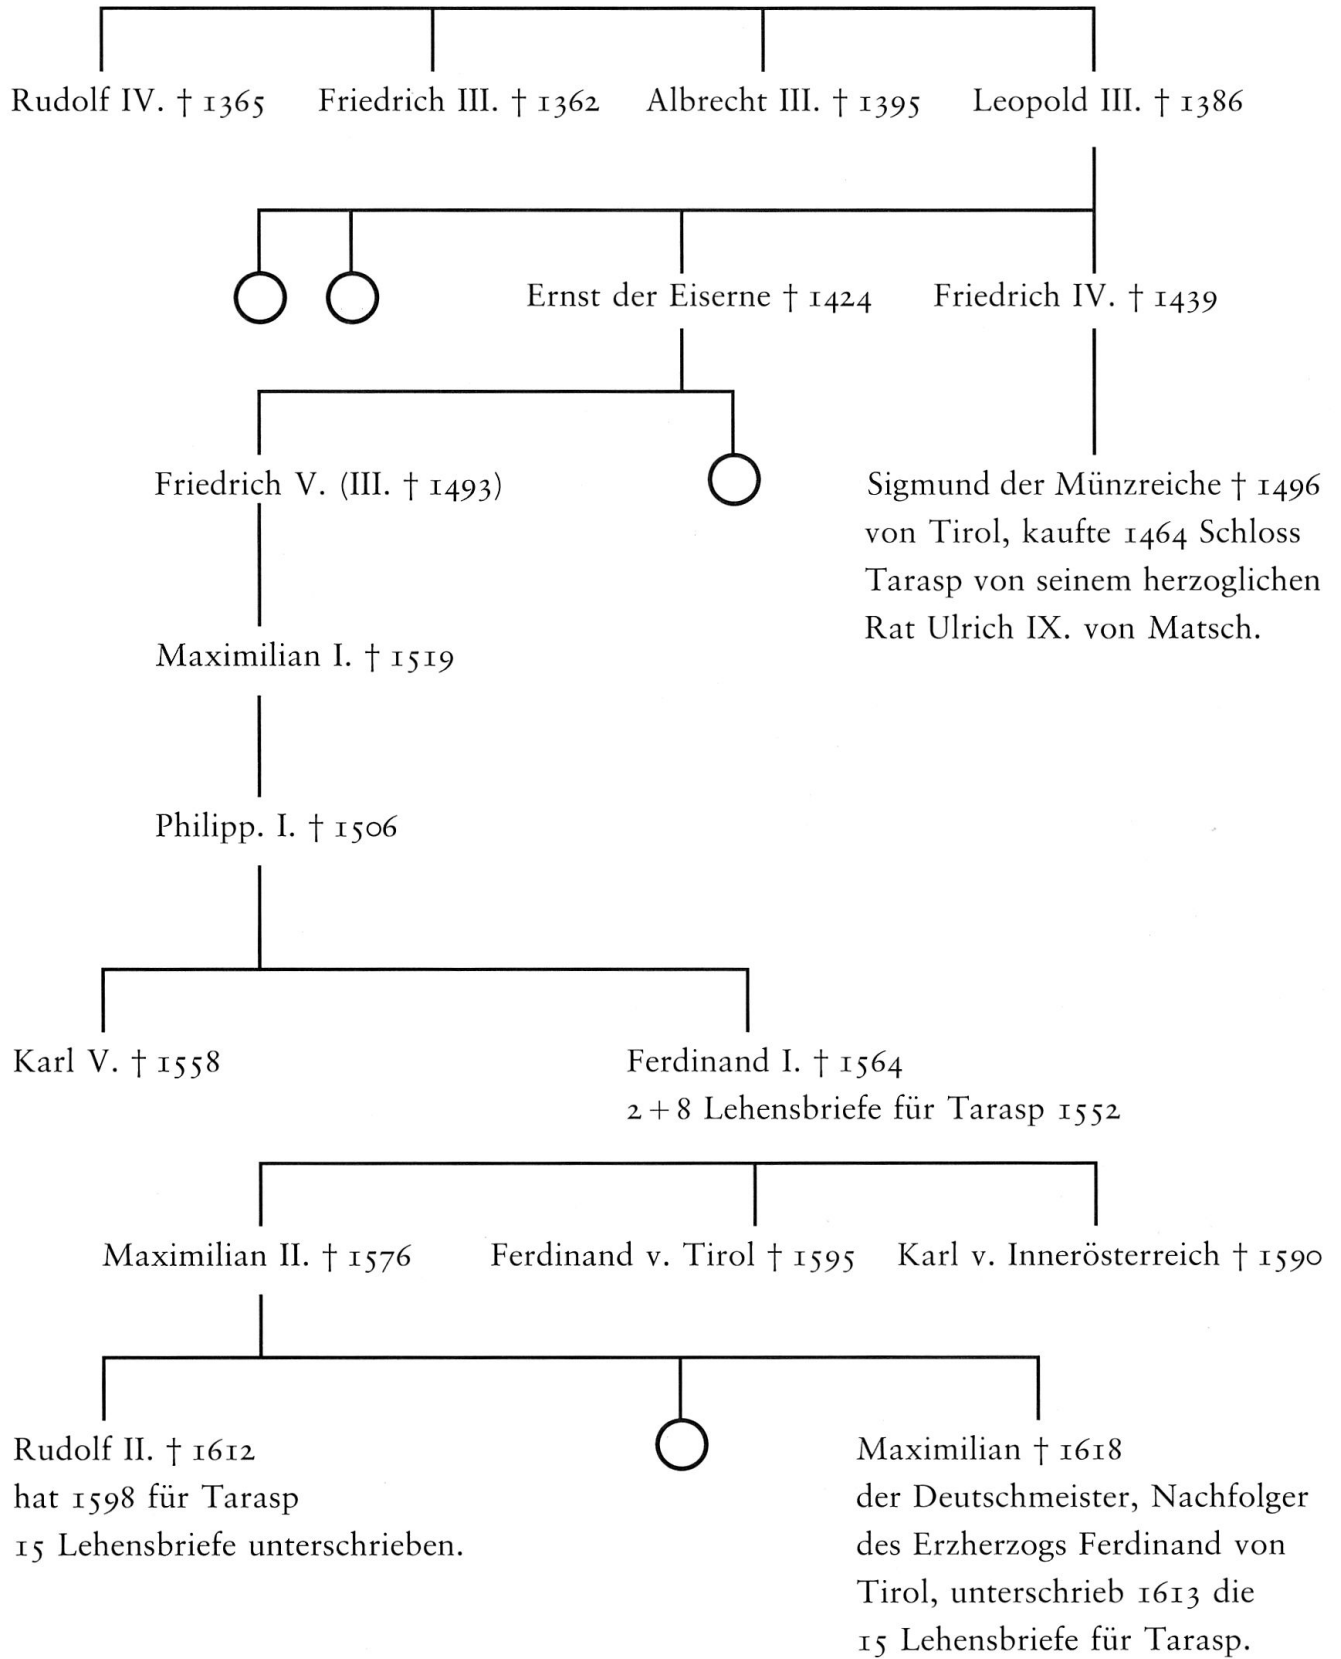 Rudolf IV. † 1365 Friedrich III. † 1362 Albrecht III. † 1395 Leopold III. † 1386
Ernst der Eiserne † 1424 Friedrich IV. † 1439
Friedrich V. (III. † 1493)
Sigmund der Münzreiche † 1496
von Tirol, kaufte 1464 Schloss
Tarasp von seinem herzoglichen
Rat Ulrich IX. von Matsch.
Maximilian I. † 1519
Philipp. I. † 1506
Karl V. † 1558
Ferdinand I. † 1564
2 + 8 Lehensbriefe für Tarasp 1552
Maximilian II. † 1576 Ferdinand v. Tirol † 1595 Karl v. Innerösterreich † 1590
Rudolf II. † 1612
hat 1598 für Tarasp
15 Lehensbriefe unterschrieben.
Maximilian † 1618
der Deutschmeister, Nachfolger
des Erzherzogs Ferdinand von
Tirol, unterschrieb 1613 die
15 Lehensbriefe für Tarasp.